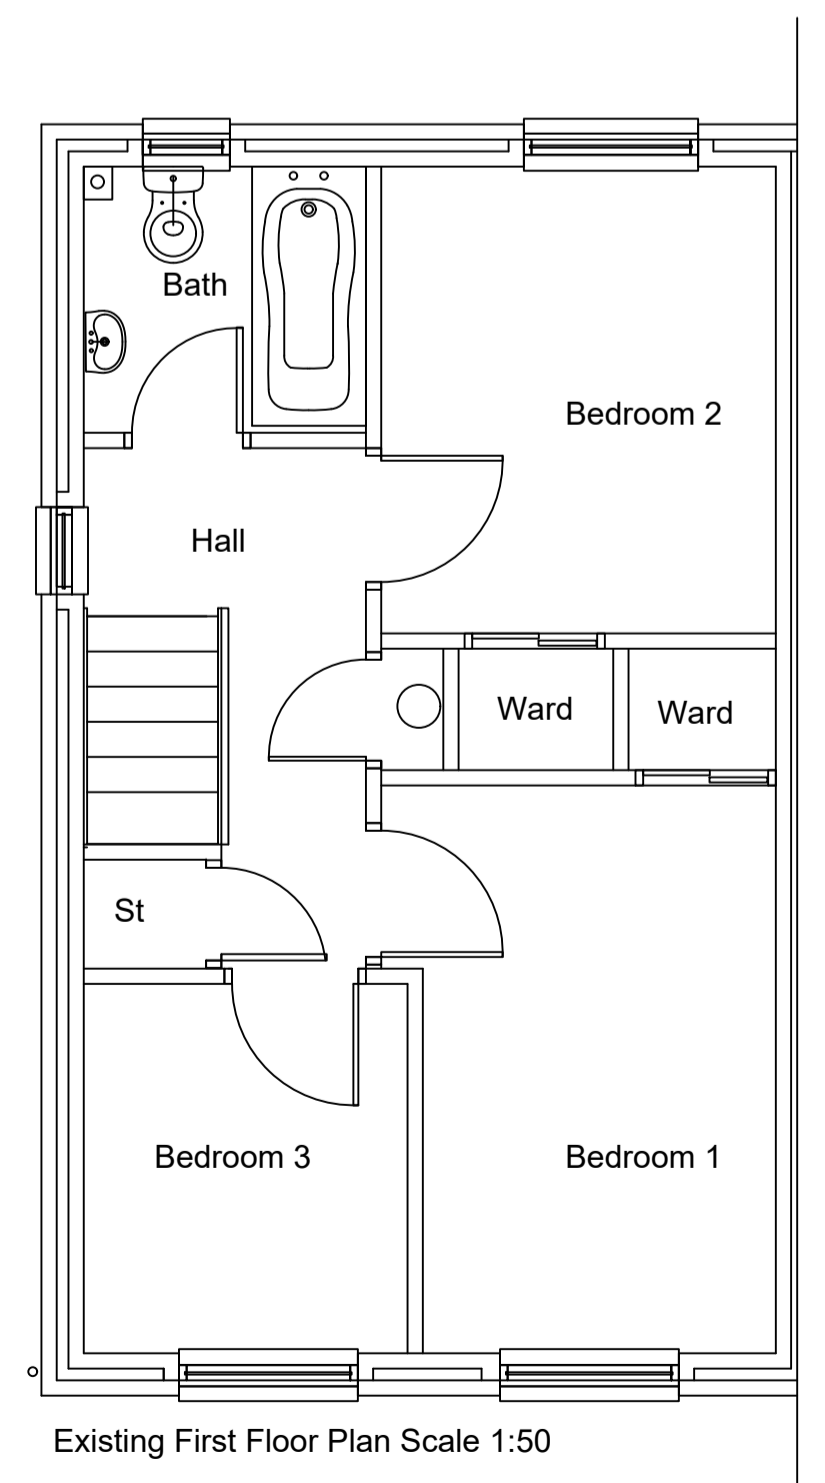 Bath
Bedroom 2
Hall
Ward
Ward
St
Bedroom 3
Bedroom 1
Existing First Floor Plan Scale 1:50